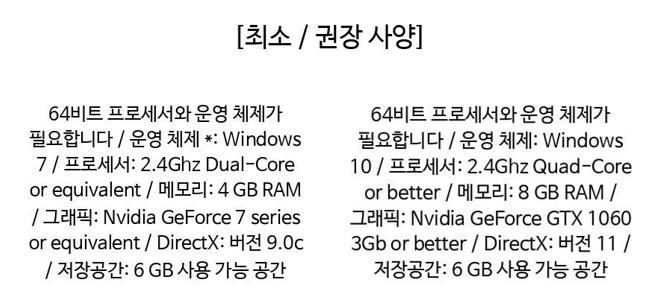 [최소 / 권장 사양]
64비트 프로세서와 운영 체제가
필요합니다 / 운영 체제 *: Windows
7 / 프로세서: 2.4Ghz Dual-Core
or equivalent / 메모리: 4 GB RAM
/ 그래픽: Nvidia GeForce 7 series
or equivalent / DirectX: 버전 9.0c
/ 저장공간: 6 GB 사용 가능 공간
64비트 프로세서와 운영 체제가
필요합니다 / 운영 체제: Windows
10 / 프로세서: 2.4Ghz Quad-Core
or better / 메모리: 8 GB RAM /
그래픽: Nvidia GeForce GTX 1060
3Gb or better / DirectX: 버전 11 /
저장공간: 6 GB 사용 가능 공간